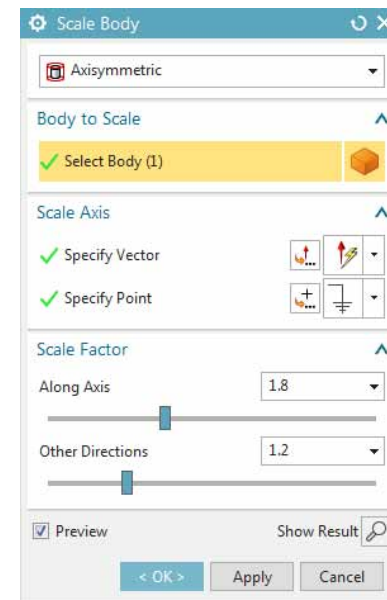 Scale Body
Axisymmetric
Body to Scale
Select Body (1)
Scale Axis
Specify Vector
Specify Point
Scale Factor
Along Axis 1.8
Other Directions 1.2
Preview Show Result
< OK > Apply Cancel